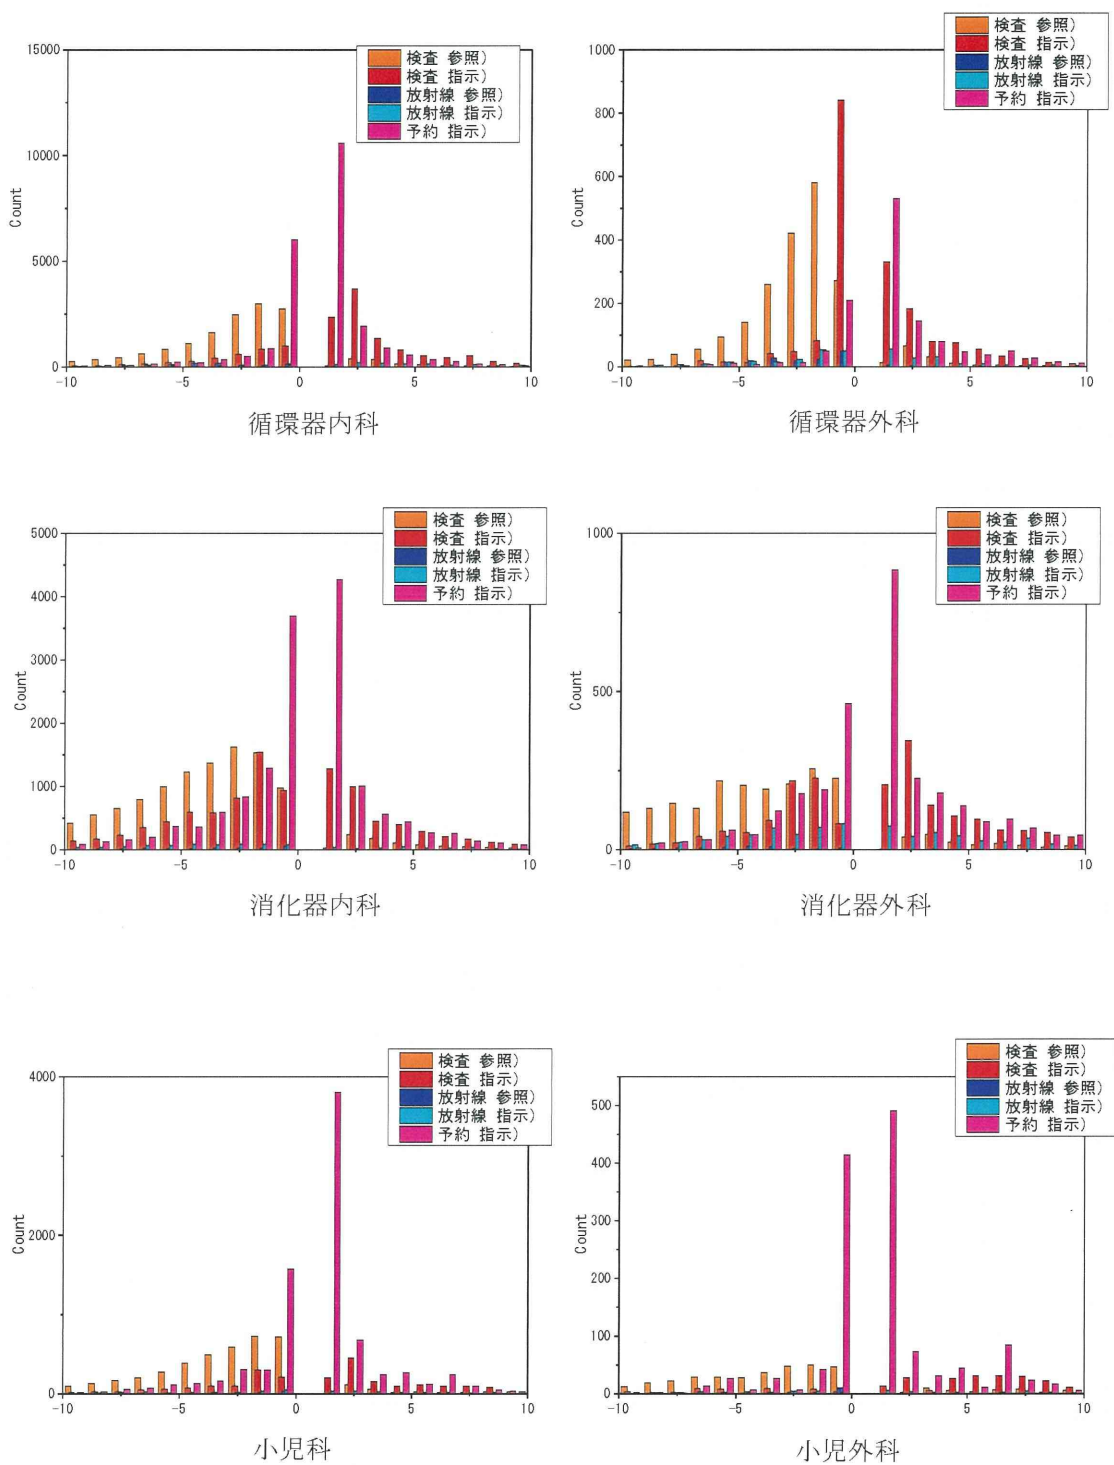 15000
10000
5000
0
Count
-10
-5
0
5
10
検査 参照)
検査 指示)
放射線 参照)
放射線 指示)
予約 指示)
循環器内科
1000
800
600
400
200
0
Count
-10
-5
0
5
10
検査 参照)
検査 指示)
放射線 参照)
放射線 指示)
予約 指示)
循環器外科
5000
4000
3000
2000
1000
0
Count
-10
-5
0
5
10
検査 参照)
検査 指示)
放射線 参照)
放射線 指示)
予約 指示)
消化器内科
1000
500
0
Count
-10
-5
0
5
10
検査 参照)
検査 指示)
放射線 参照)
放射線 指示)
予約 指示)
消化器外科
4000
2000
0
Count
-10
-5
0
5
10
検査 参照)
検査 指示)
放射線 参照)
放射線 指示)
予約 指示)
小児科
500
400
300
200
100
0
Count
-10
-5
0
5
10
検査 参照)
検査 指示)
放射線 参照)
放射線 指示)
予約 指示)
小児外科